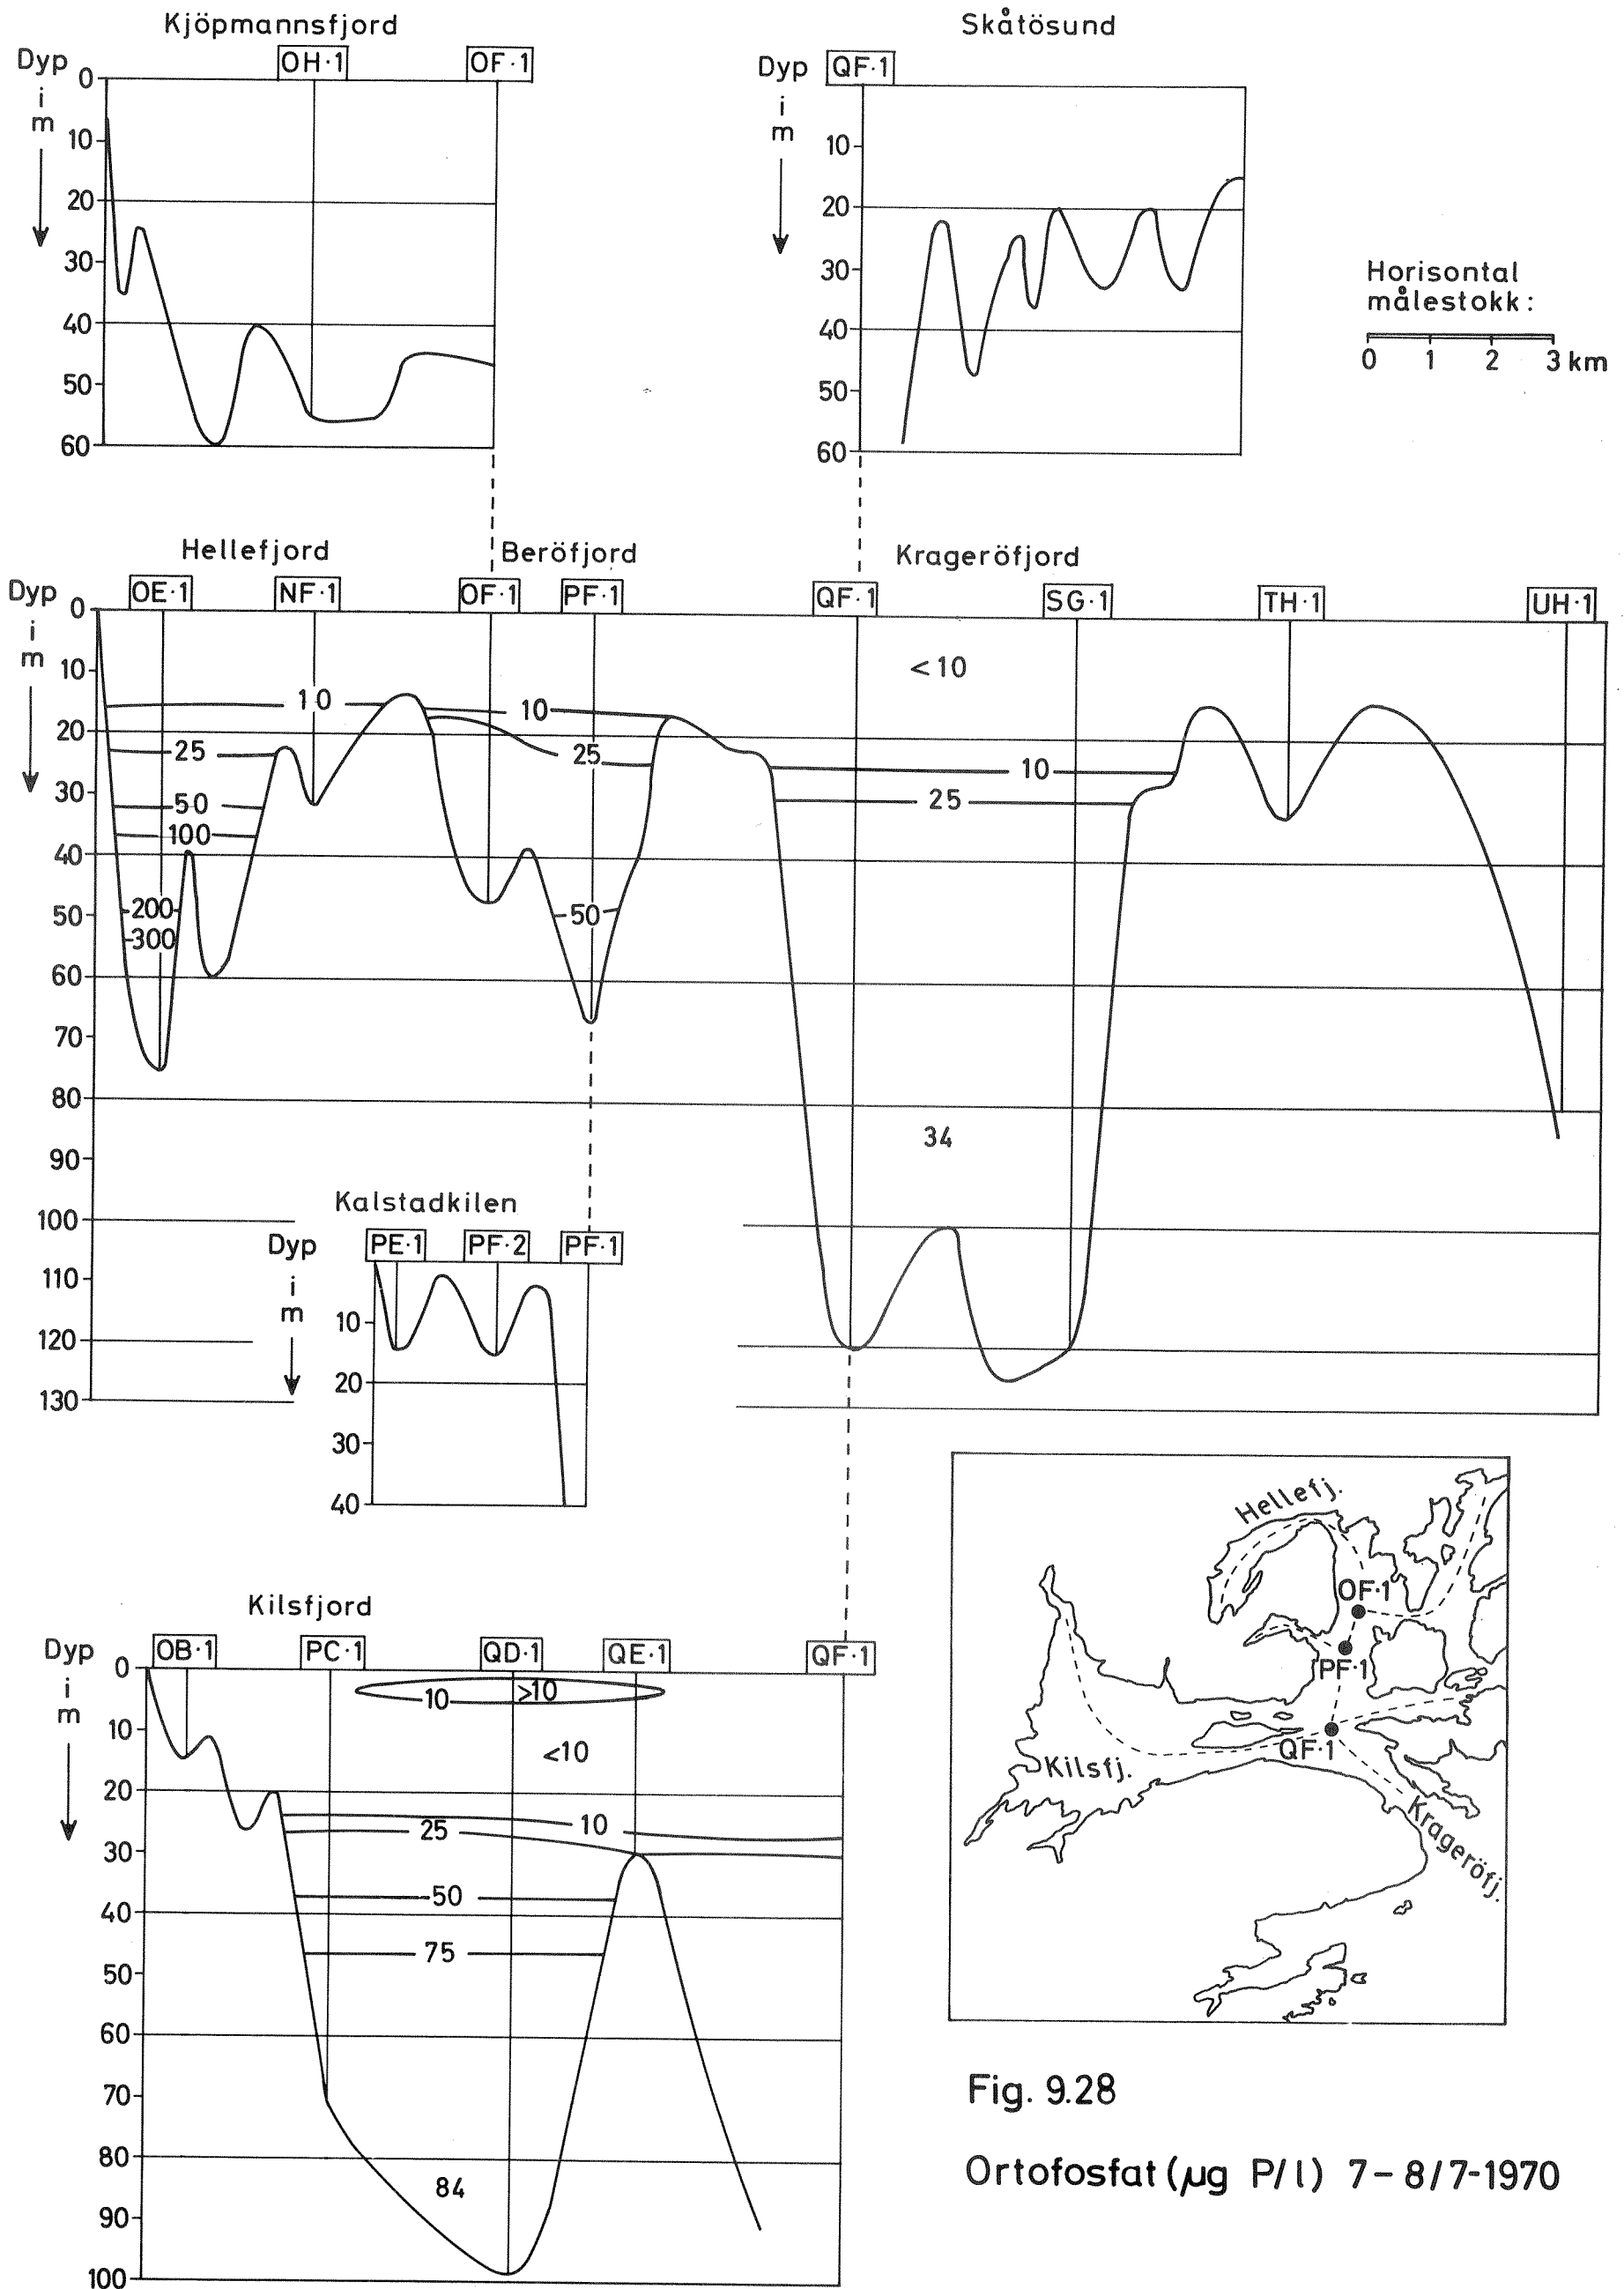 Kjöpmannsfjord
Dyp
i
m
OH·1
OF·1
0
10
20
30
40
50
60
Skåtösund
Dyp
i
m
QF·1
10
20
30
40
50
60
Horisontal
målestokk:
0 1 2 3 km
Hellefjord
Beröfjord
Krageröfjord
Dyp
i
m
OE·1
NF·1
OF·1
PF·1
QF·1
SG·1
TH·1
UH·1
0
10
20
30
40
50
60
70
80
90
100
110
120
130
10
25
50
100
200
300
10
25
50
<10
10
25
34
Kalstadkilen
Dyp
i
m
PE·1
PF·2
PF·1
10
20
30
40
Kilsfjord
Dyp
i
m
OB·1
PC·1
QD·1
QE·1
QF·1
0
10
20
30
40
50
60
70
80
90
100
10
>10
<10
10
25
50
75
84
Hellefj.
OF·1
PF·1
QF·1
Kilsfj.
Krageröfj.
Fig. 9.28
Ortofosfat (µg P/l) 7-8/7-1970